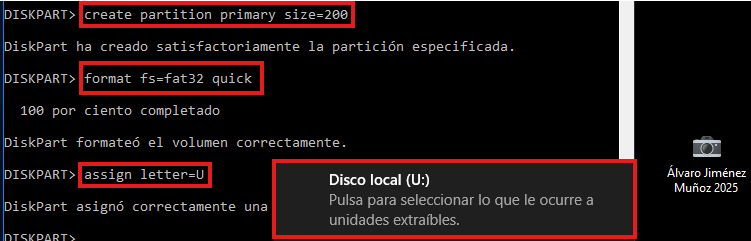 DISKPART> create partition primary size=200
DiskPart ha creado satisfactoriamente la partición especificada.
DISKPART> format fs=fat32 quick
100 por ciento completado
DiskPart formateó el volumen correctamente.
DISKPART> assign letter=U
DiskPart asignó correctamente una
DISKPART>
Disco local (U:)
Pulsa para seleccionar lo que le ocurre a
unidades extraíbles.
Álvaro Jiménez
Muñoz 2025